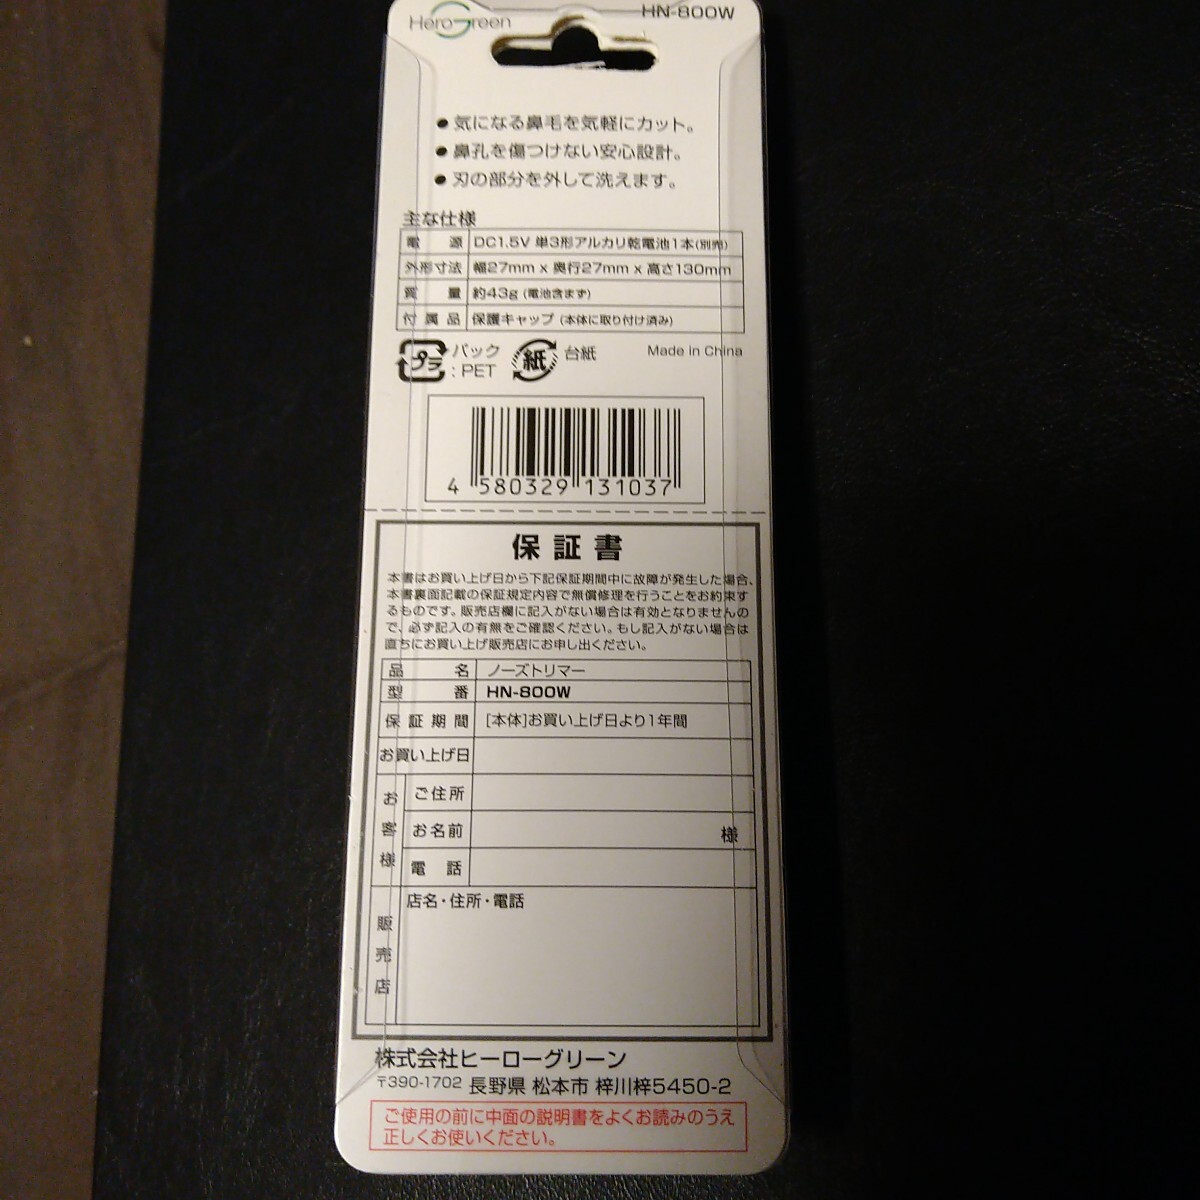 HeroGreen
HN-800W
● 気になる鼻毛を気軽にカット。
● 鼻孔を傷つけない安心設計。
● 刃の部分を外して洗えます。
主な仕様
電源 DC1.5V 単3形アルカリ乾電池1本(別売)
外形寸法 幅27mm x 奥行27mm x 高さ130mm
質量 約43g (電池含まず)
付属品 保護キャップ (本体に取り付け済み)
プラ パック : PET
紙 台紙
Made in China
4 580329 131037
保証書
本書はお買い上げ日から下記保証期間中に故障が発生した場合、
本書裏面記載の保証規定内容で無償修理を行うことをお約束す
るものです。販売店欄に記入がない場合は有効となりませんの
で、必ず記入の有無をご確認ください。もし記入がない場合は
直ちにお買い上げ販売店にお申し出ください。
品名 ノーズトリマー
型番 HN-800W
保証期間 [本体]お買い上げ日より1年間
お買い上げ日
お客様
ご住所
お名前 様
電話
販売店
店名・住所・電話
株式会社ヒーローグリーン
〒390-1702 長野県 松本市 梓川梓5450-2
ご使用の前に中面の説明書をよくお読みのうえ
正しくお使いください。